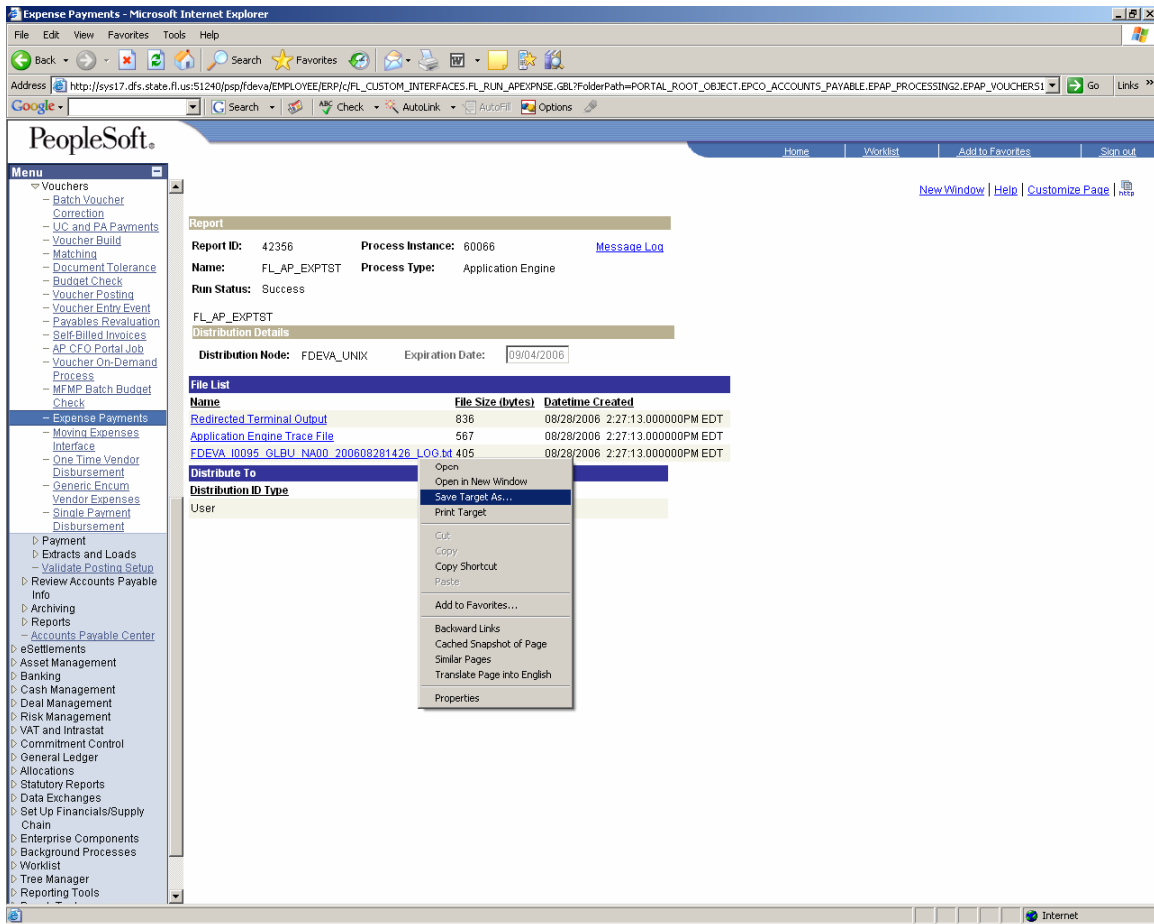 Expense Payments - Microsoft Internet Explorer
File Edit View Favorites Tools Help
Back Search Favorites
Address http://sys17.dfs.state.fl.us:51240/psp/fdeva/EMPLOYEE/ERP/c/FL_CUSTOM_INTERFACES.FL_RUN_APEXPNSE.GBL?FolderPath=PORTAL_ROOT_OBJECT.EPCO_ACCOUNTS_PAYABLE.EPAP_PROCESSING2.EPAP_VOUCHERS1 Go Links »
Google Search ABC Check AutoLink AutoFill Options
PeopleSoft.
Home Worklist Add to Favorites Sign out
Menu
New Window | Help | Customize Page | http
Vouchers
– Batch Voucher
Correction
– UC and PA Payments
– Voucher Build
– Matching
– Document Tolerance
– Budget Check
– Voucher Posting
– Voucher Entry Event
– Payables Revaluation
– Self-Billed Invoices
– AP CFO Portal Job
– Voucher On-Demand
Process
– MFMP Batch Budget
Check
– Expense Payments
– Moving Expenses
Interface
– One Time Vendor
Disbursement
– Generic Encum
Vendor Expenses
– Single Payment
Disbursement
Payment
Extracts and Loads
– Validate Posting Setup
Review Accounts Payable
Info
Archiving
Reports
– Accounts Payable Center
eSettlements
Asset Management
Banking
Cash Management
Deal Management
Risk Management
VAT and Intrastat
Commitment Control
General Ledger
Allocations
Statutory Reports
Data Exchanges
Set Up Financials/Supply
Chain
Enterprise Components
Background Processes
Worklist
Tree Manager
Reporting Tools
Report
Report ID: 42356 Process Instance: 60066 Message Log
Name: FL_AP_EXPTST Process Type: Application Engine
Run Status: Success
FL_AP_EXPTST
Distribution Details
Distribution Node: FDEVA_UNIX Expiration Date: 09/04/2006
File List
Name File Size (bytes) Datetime Created
Redirected Terminal Output 836 08/28/2006 2:27:13.000000PM EDT
Application Engine Trace File 567 08/28/2006 2:27:13.000000PM EDT
FDEVA_I0095_GLBU_NA00_200608281426_LOG.txt 405 08/28/2006 2:27:13.000000PM EDT
Distribute To
Distribution ID Type
User
Open
Open in New Window
Save Target As...
Print Target
Cut
Copy
Copy Shortcut
Paste
Add to Favorites...
Backward Links
Cached Snapshot of Page
Similar Pages
Translate Page into English
Properties
Internet